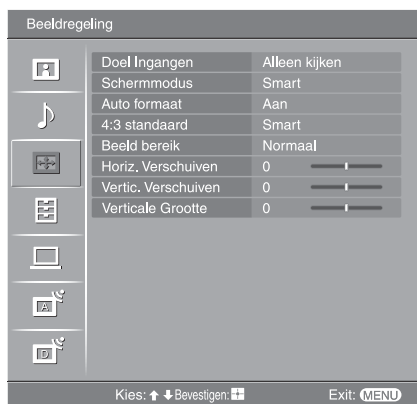 Beeldregeling
Doel Ingangen Alleen kijken
Schermmodus Smart
Auto formaat Aan
4:3 standaard Smart
Beeld bereik Normaal
Horiz. Verschuiven 0
Vertic. Verschuiven 0
Verticale Grootte 0
A
D
Kies: Bevestigen: Exit: MENU